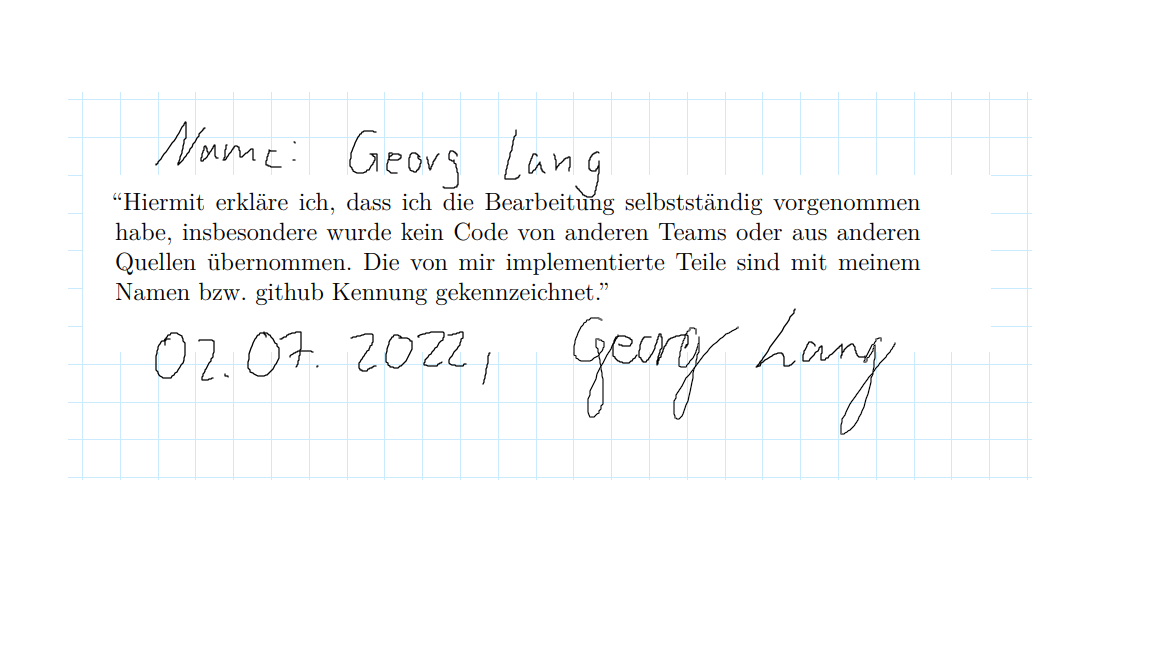 Name: Georg Lang
“Hiermit erkläre ich, dass ich die Bearbeitung selbstständig vorgenommen
habe, insbesondere wurde kein Code von anderen Teams oder aus anderen
Quellen übernommen. Die von mir implementierte Teile sind mit meinem
Namen bzw. github Kennung gekennzeichnet.”
02.07. 2022, Georg Lang